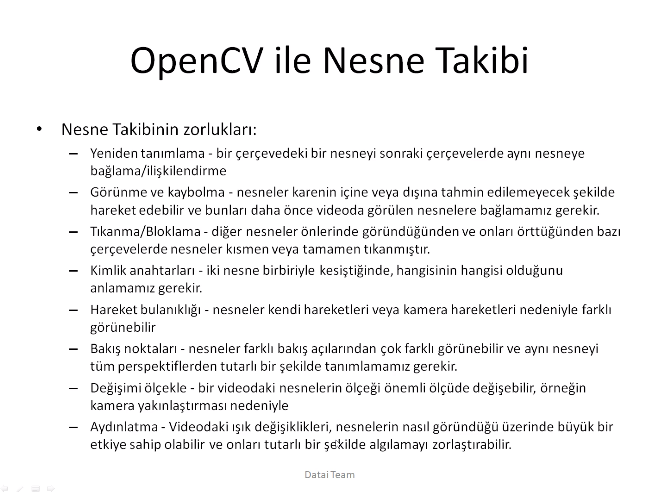 OpenCV ile Nesne Takibi
• Nesne Takibinin zorlukları:
– Yeniden tanımlama - bir çerçevedeki bir nesneyi sonraki çerçevelerde aynı nesneye
bağlama/ilişkilendirme
– Görünme ve kaybolma - nesneler karenin içine veya dışına tahmin edilemeyecek şekilde
hareket edebilir ve bunları daha önce videoda görülen nesnelere bağlamamız gerekir.
– Tıkanma/Bloklama - diğer nesneler önlerinde göründüğünden ve onları örttüğünden bazı
çerçevelerde nesneler kısmen veya tamamen tıkanmıştır.
– Kimlik anahtarları - iki nesne birbiriyle kesiştiğinde, hangisinin hangisi olduğunu
anlamamız gerekir.
– Hareket bulanıklığı - nesneler kendi hareketleri veya kamera hareketleri nedeniyle farklı
görünebilir
– Bakış noktaları - nesneler farklı bakış açılarından çok farklı görünebilir ve aynı nesneyi
tüm perspektiflerden tutarlı bir şekilde tanımlamamız gerekir.
– Değişimi ölçekle - bir videodaki nesnelerin ölçeği önemli ölçüde değişebilir, örneğin
kamera yakınlaştırması nedeniyle
– Aydınlatma - Videodaki ışık değişiklikleri, nesnelerin nasıl göründüğü üzerinde büyük bir
etkiye sahip olabilir ve onları tutarlı bir şekilde algılamayı zorlaştırabilir.
Datai Team